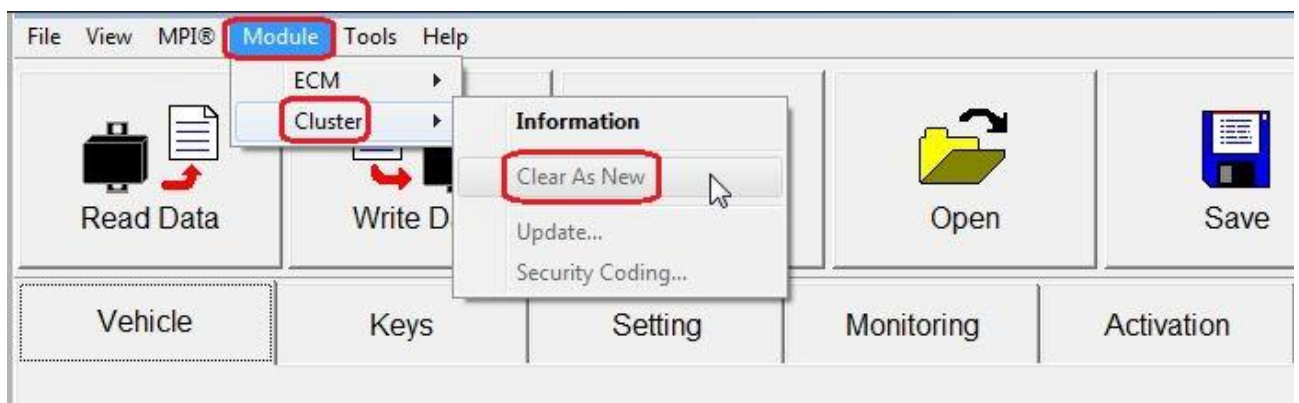 File View MPI® Module Tools Help
ECM
Cluster
Information
Clear As New
Update...
Security Coding...
Read Data
Write D
Open
Save
Vehicle
Keys
Setting
Monitoring
Activation